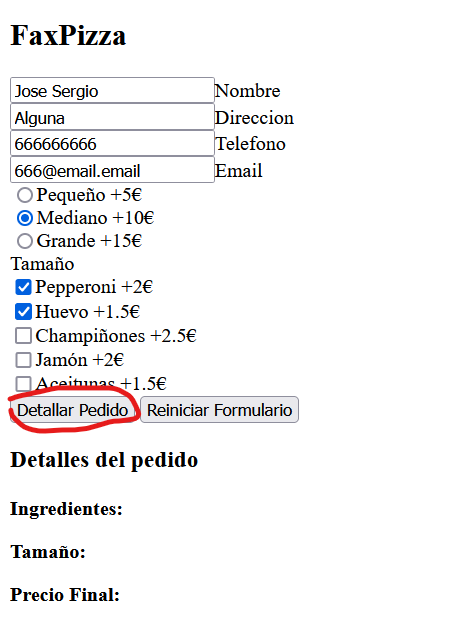 FaxPizza
Jose Sergio Nombre
Alguna Direccion
666666666 Telefono
666@email.email Email
Pequeño +5€
Mediano +10€
Grande +15€
Tamaño
Pepperoni +2€
Huevo +1.5€
Champiñones +2.5€
Jamón +2€
Aceitunas +1.5€
Detallar Pedido Reiniciar Formulario
Detalles del pedido
Ingredientes:
Tamaño:
Precio Final: